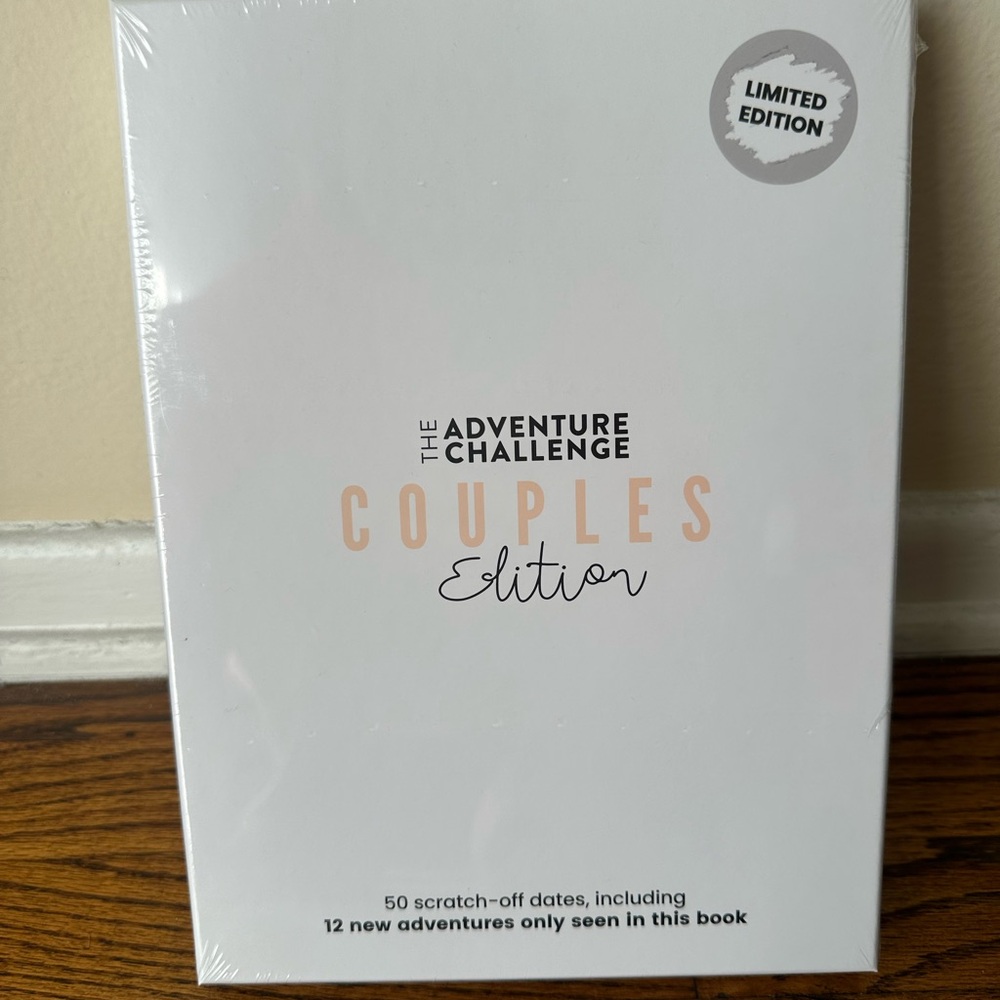 LIMITED
EDITION
THE
ADVENTURE
CHALLENGE
COUPLES
Edition
50 scratch-off dates, including
12 new adventures only seen in this book